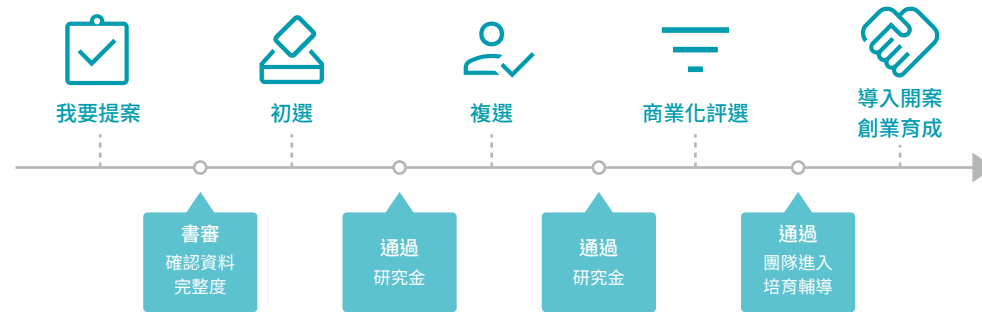 我要提案
初選
複選
商業化評選
導入開案
創業育成
書審
確認資料
完整度
通過
研究金
通過
研究金
通過
團隊進入
培育輔導